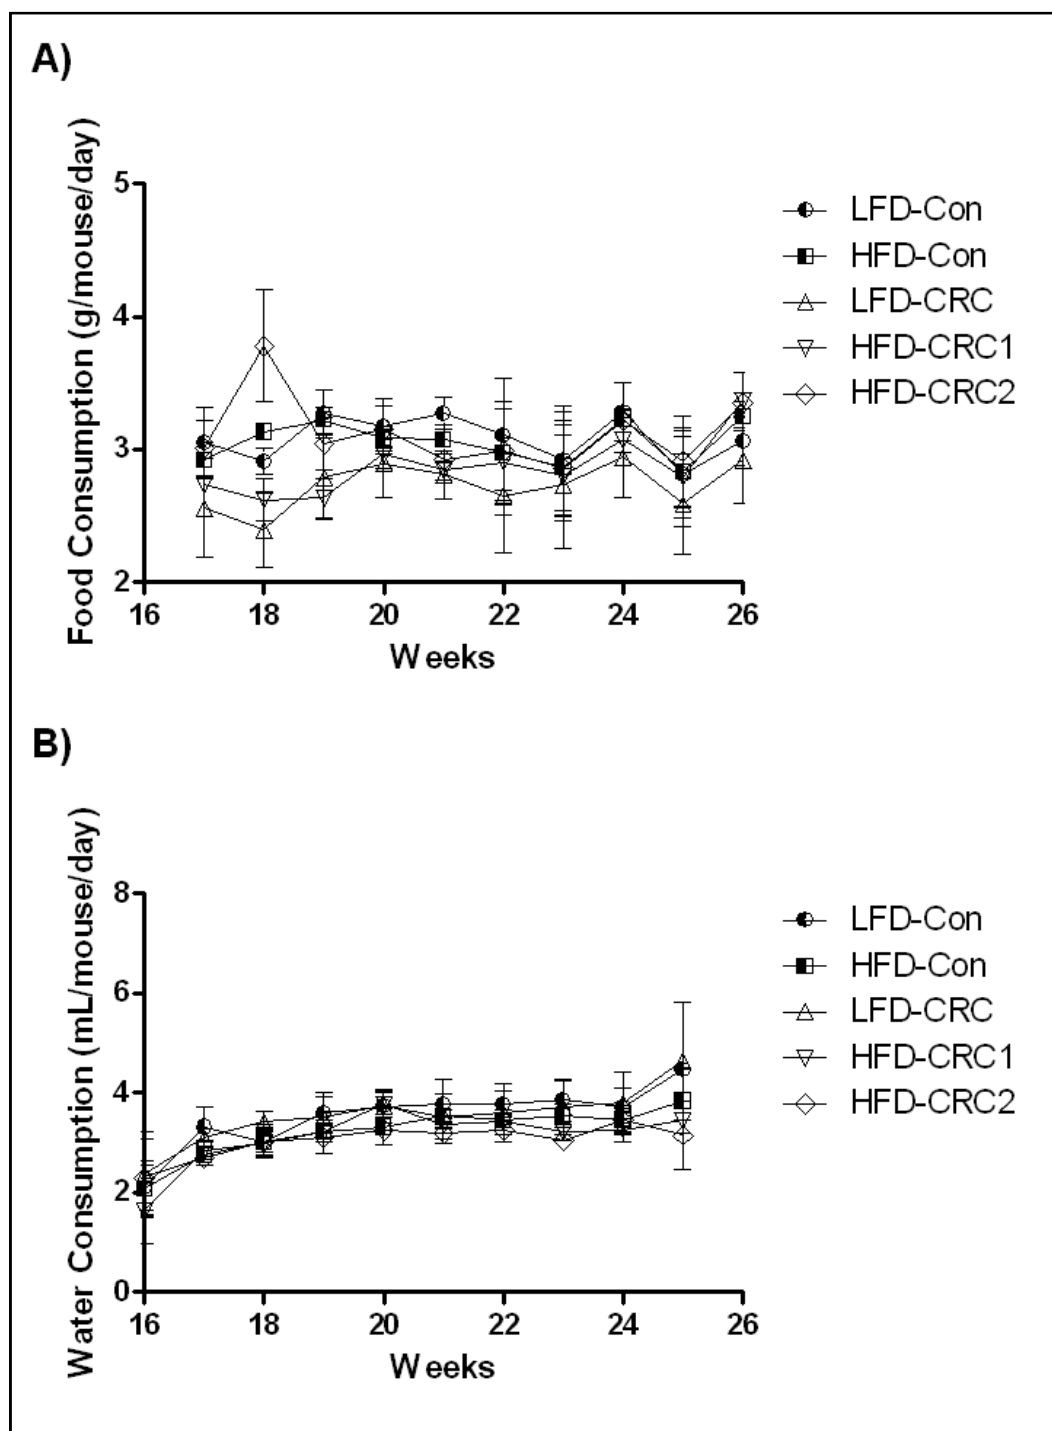 A)
Food Consumption (g/mouse/day)
5
4
3
2
16 18 20 22 24 26
Weeks
LFD-Con
HFD-Con
LFD-CRC
HFD-CRC1
HFD-CRC2
B)
Water Consumption (mL/mouse/day)
8
6
4
2
0
16 18 20 22 24 26
Weeks
LFD-Con
HFD-Con
LFD-CRC
HFD-CRC1
HFD-CRC2